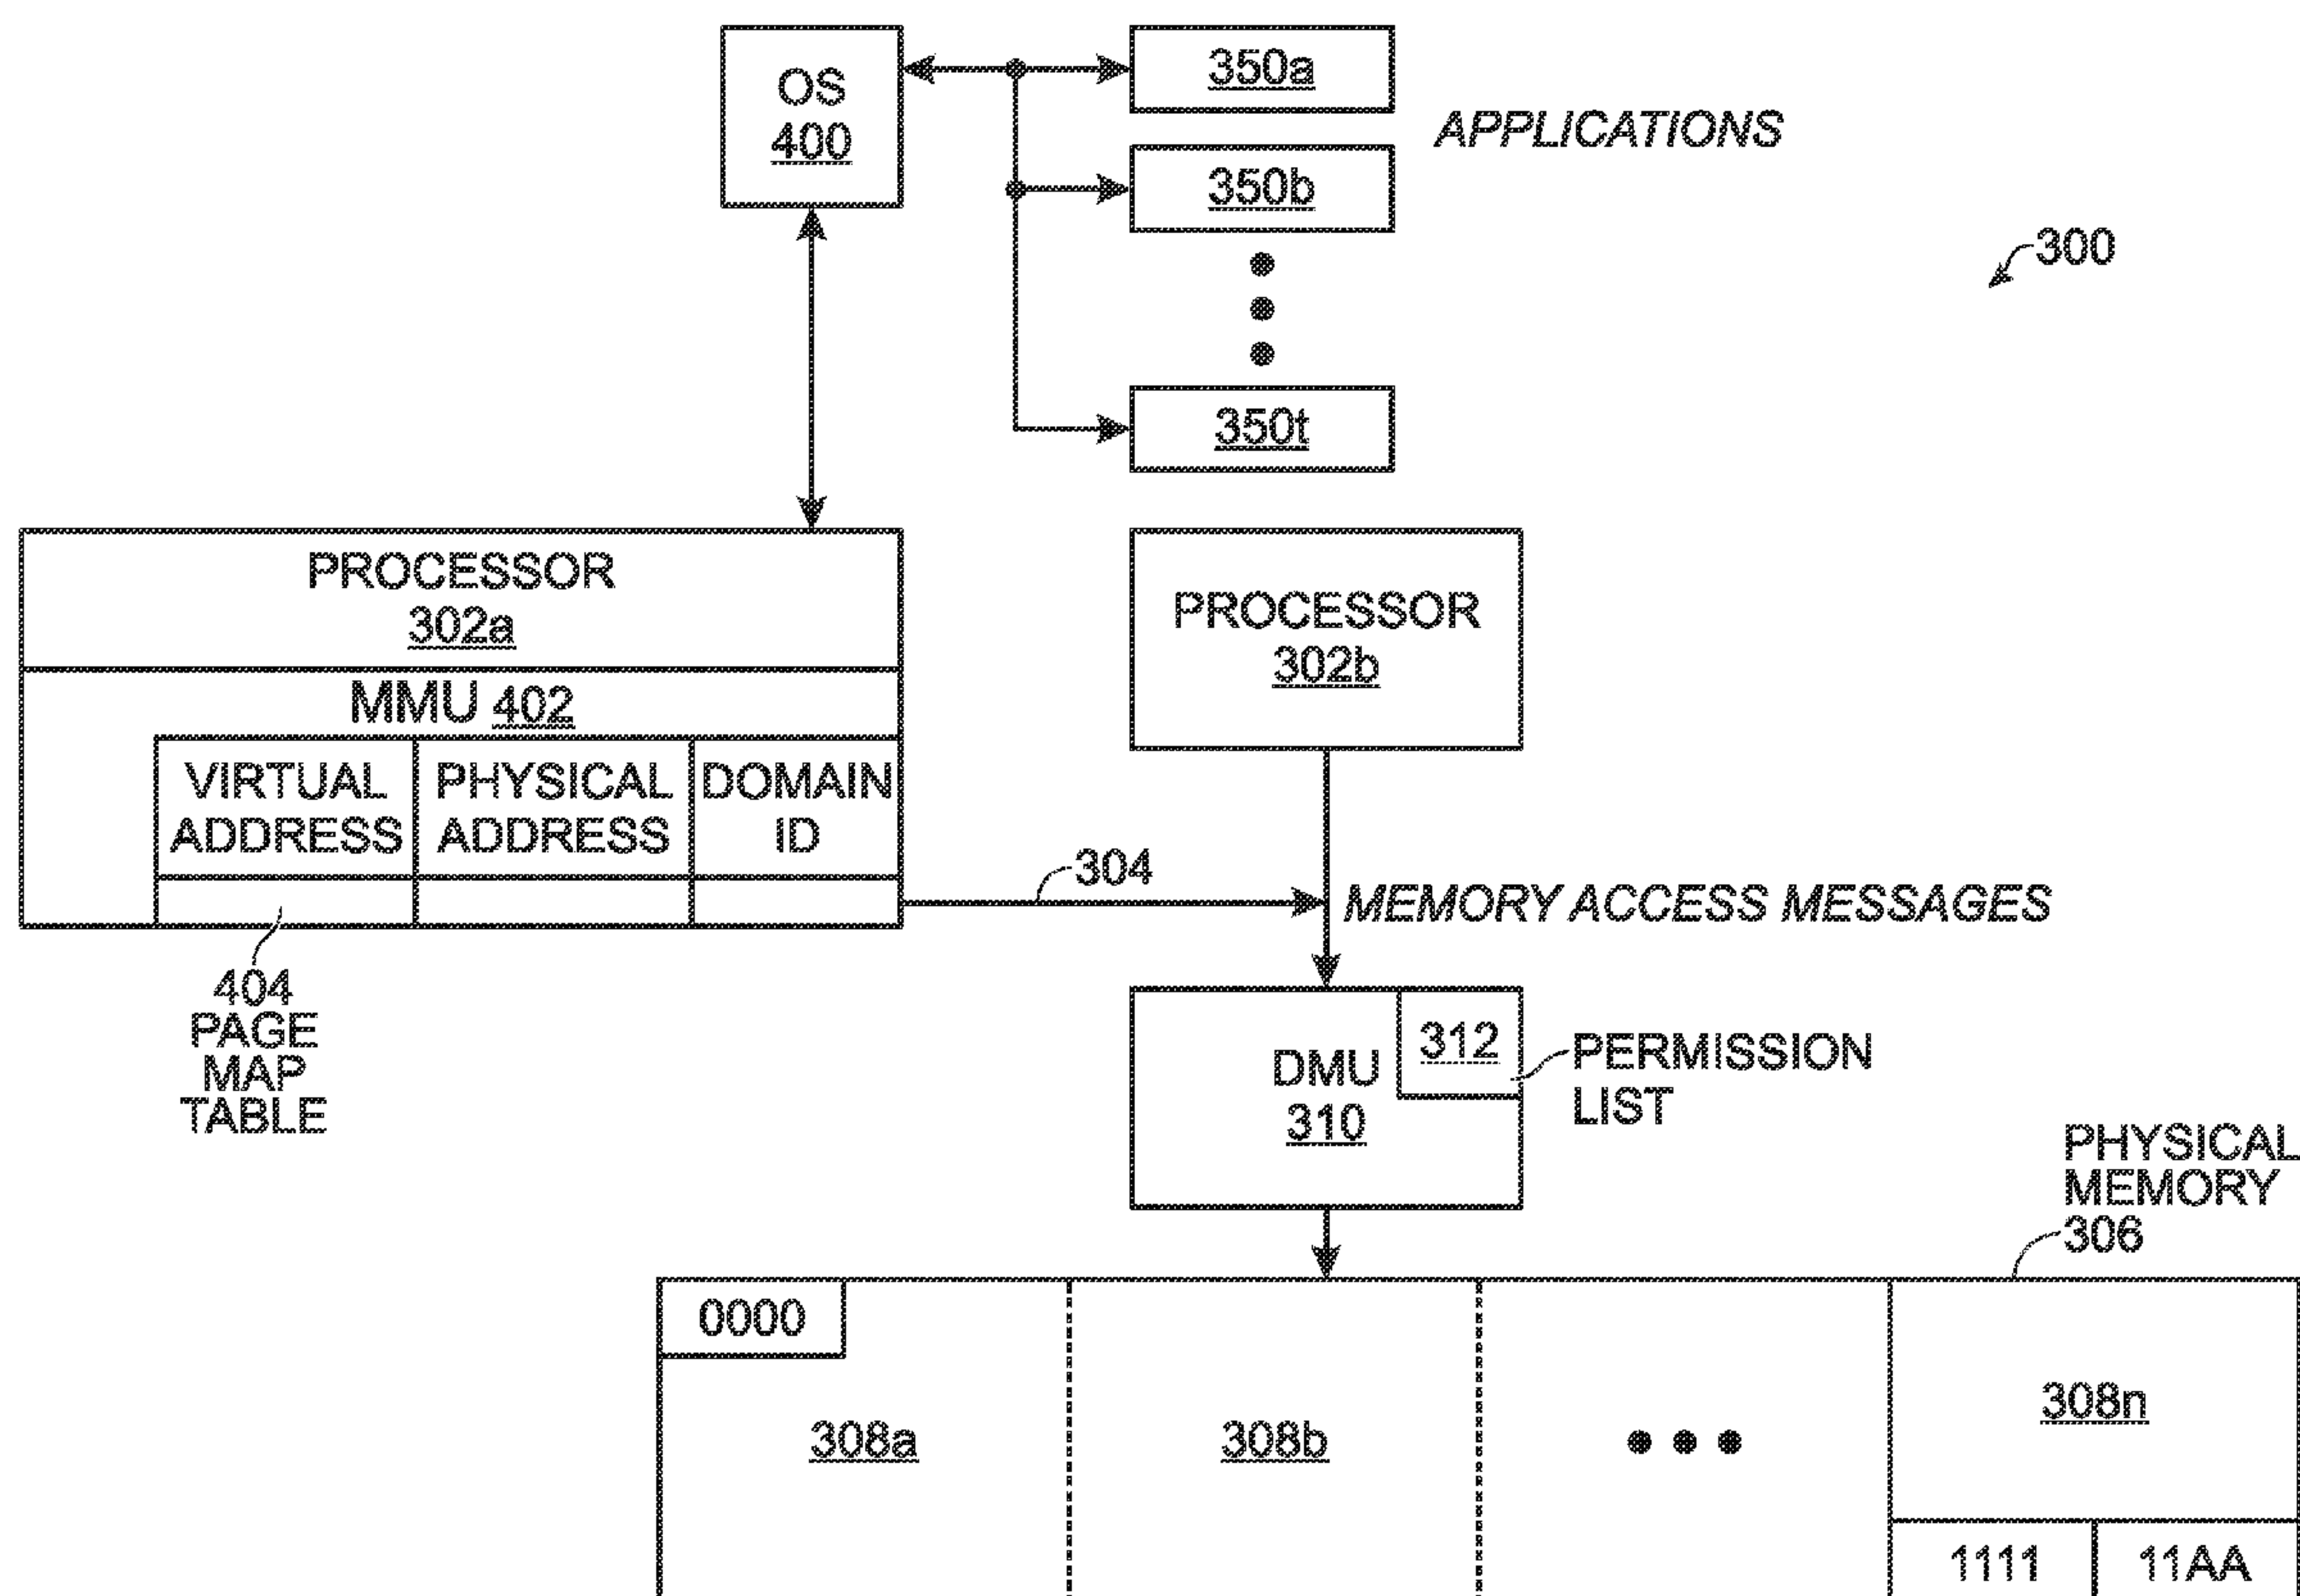 OS
400
350a
APPLICATIONS
350b
300
350t
PROCESSOR
302a
PROCESSOR
302b
MMU 402
VIRTUAL
ADDRESS
PHYSICAL
ADDRESS
DOMAIN
ID
304
MEMORY ACCESS MESSAGES
404
PAGE
MAP
TABLE
DMU
310
312
PERMISSION
LIST
PHYSICAL
MEMORY
306
0000
308a
308b
308n
1111
11AA